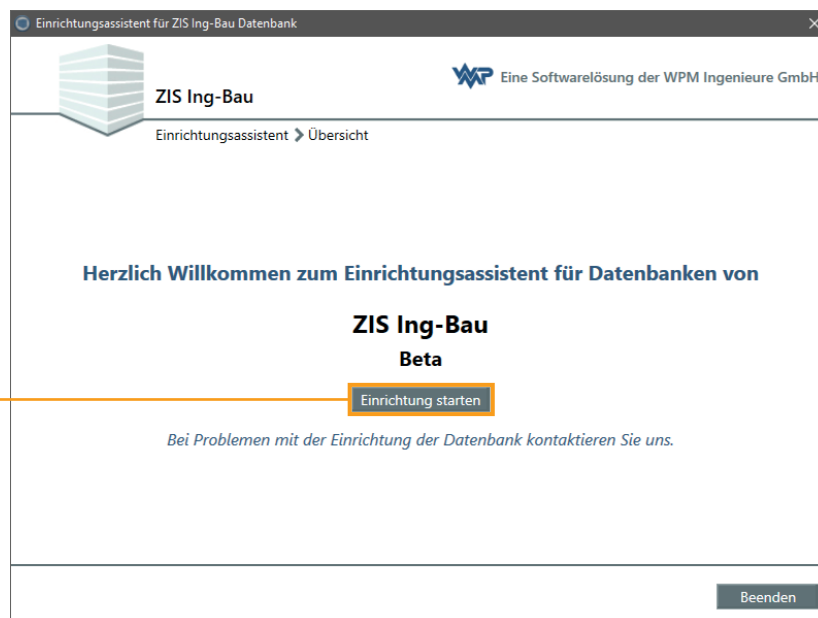 Einrichtungsassistent für ZIS Ing-Bau Datenbank
WMP Eine Softwarelösung der WPM Ingenieure GmbH
ZIS Ing-Bau
Einrichtungsassistent ❯ Übersicht
Herzlich Willkommen zum Einrichtungsassistent für Datenbanken von
ZIS Ing-Bau
Beta
Einrichtung starten
Bei Problemen mit der Einrichtung der Datenbank kontaktieren Sie uns.
Beenden